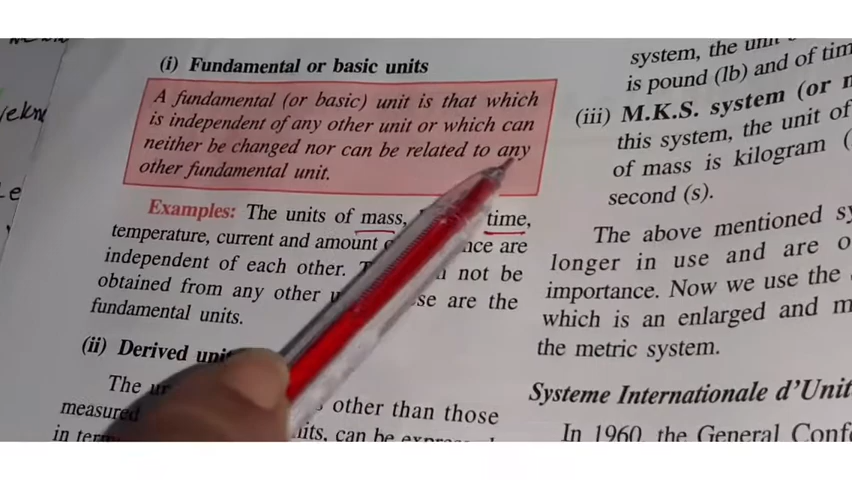 (i) Fundamental or basic units
A fundamental (or basic) unit is that which
is independent of any other unit or which can
neither be changed nor can be related to any
other fundamental unit.
Examples: The units of mass, time,
temperature, current and amount are
independent of each other. not be
obtained from any other are the
fundamental units.
(ii) Derived
The
measured other than those
in can be
system, the unit
is pound (lb) and of
(iii) M.K.S. system (or
this system, the unit of
of mass is kilogram (
second (s).
The above mentioned
longer in use and are
importance. Now we use the
which is an enlarged and
the metric system.
Systeme Internationale d'Unit
In 1960, the General